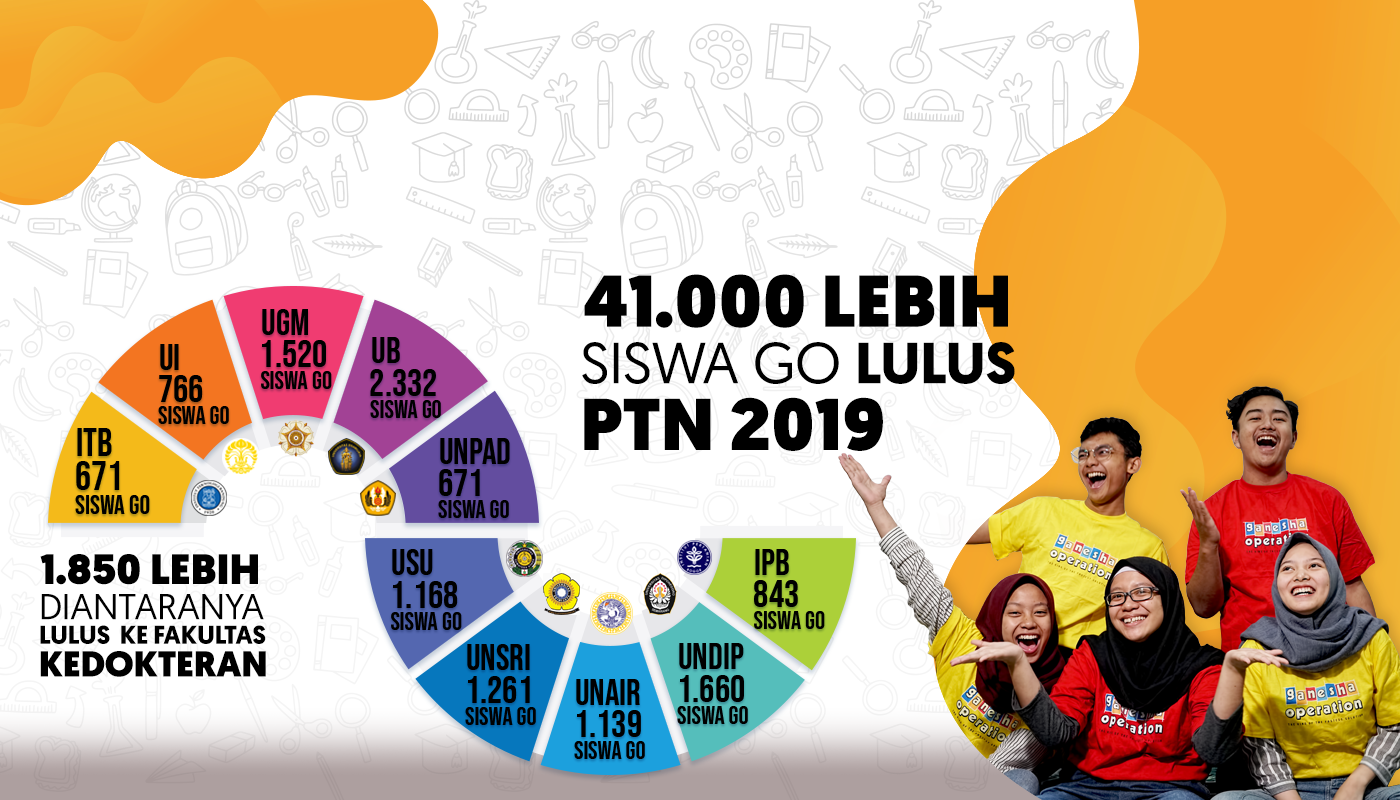 41.000 LEBIH
SISWA GO LULUS
PTN 2019
ITB
671
SISWA GO
UI
766
SISWA GO
UGM
1.520
SISWA GO
UB
2.332
SISWA GO
UNPAD
671
SISWA GO
1.850 LEBIH
DIANTARANYA
LULUS KE FAKULTAS
KEDOKTERAN
USU
1.168
SISWA GO
UNSRI
1.261
SISWA GO
UNAIR
1.139
SISWA GO
UNDIP
1.660
SISWA GO
IPB
843
SISWA GO
ganesha
operation
ganesha
operation
ganesha
operation
ganesha
operation
ganesha
operation